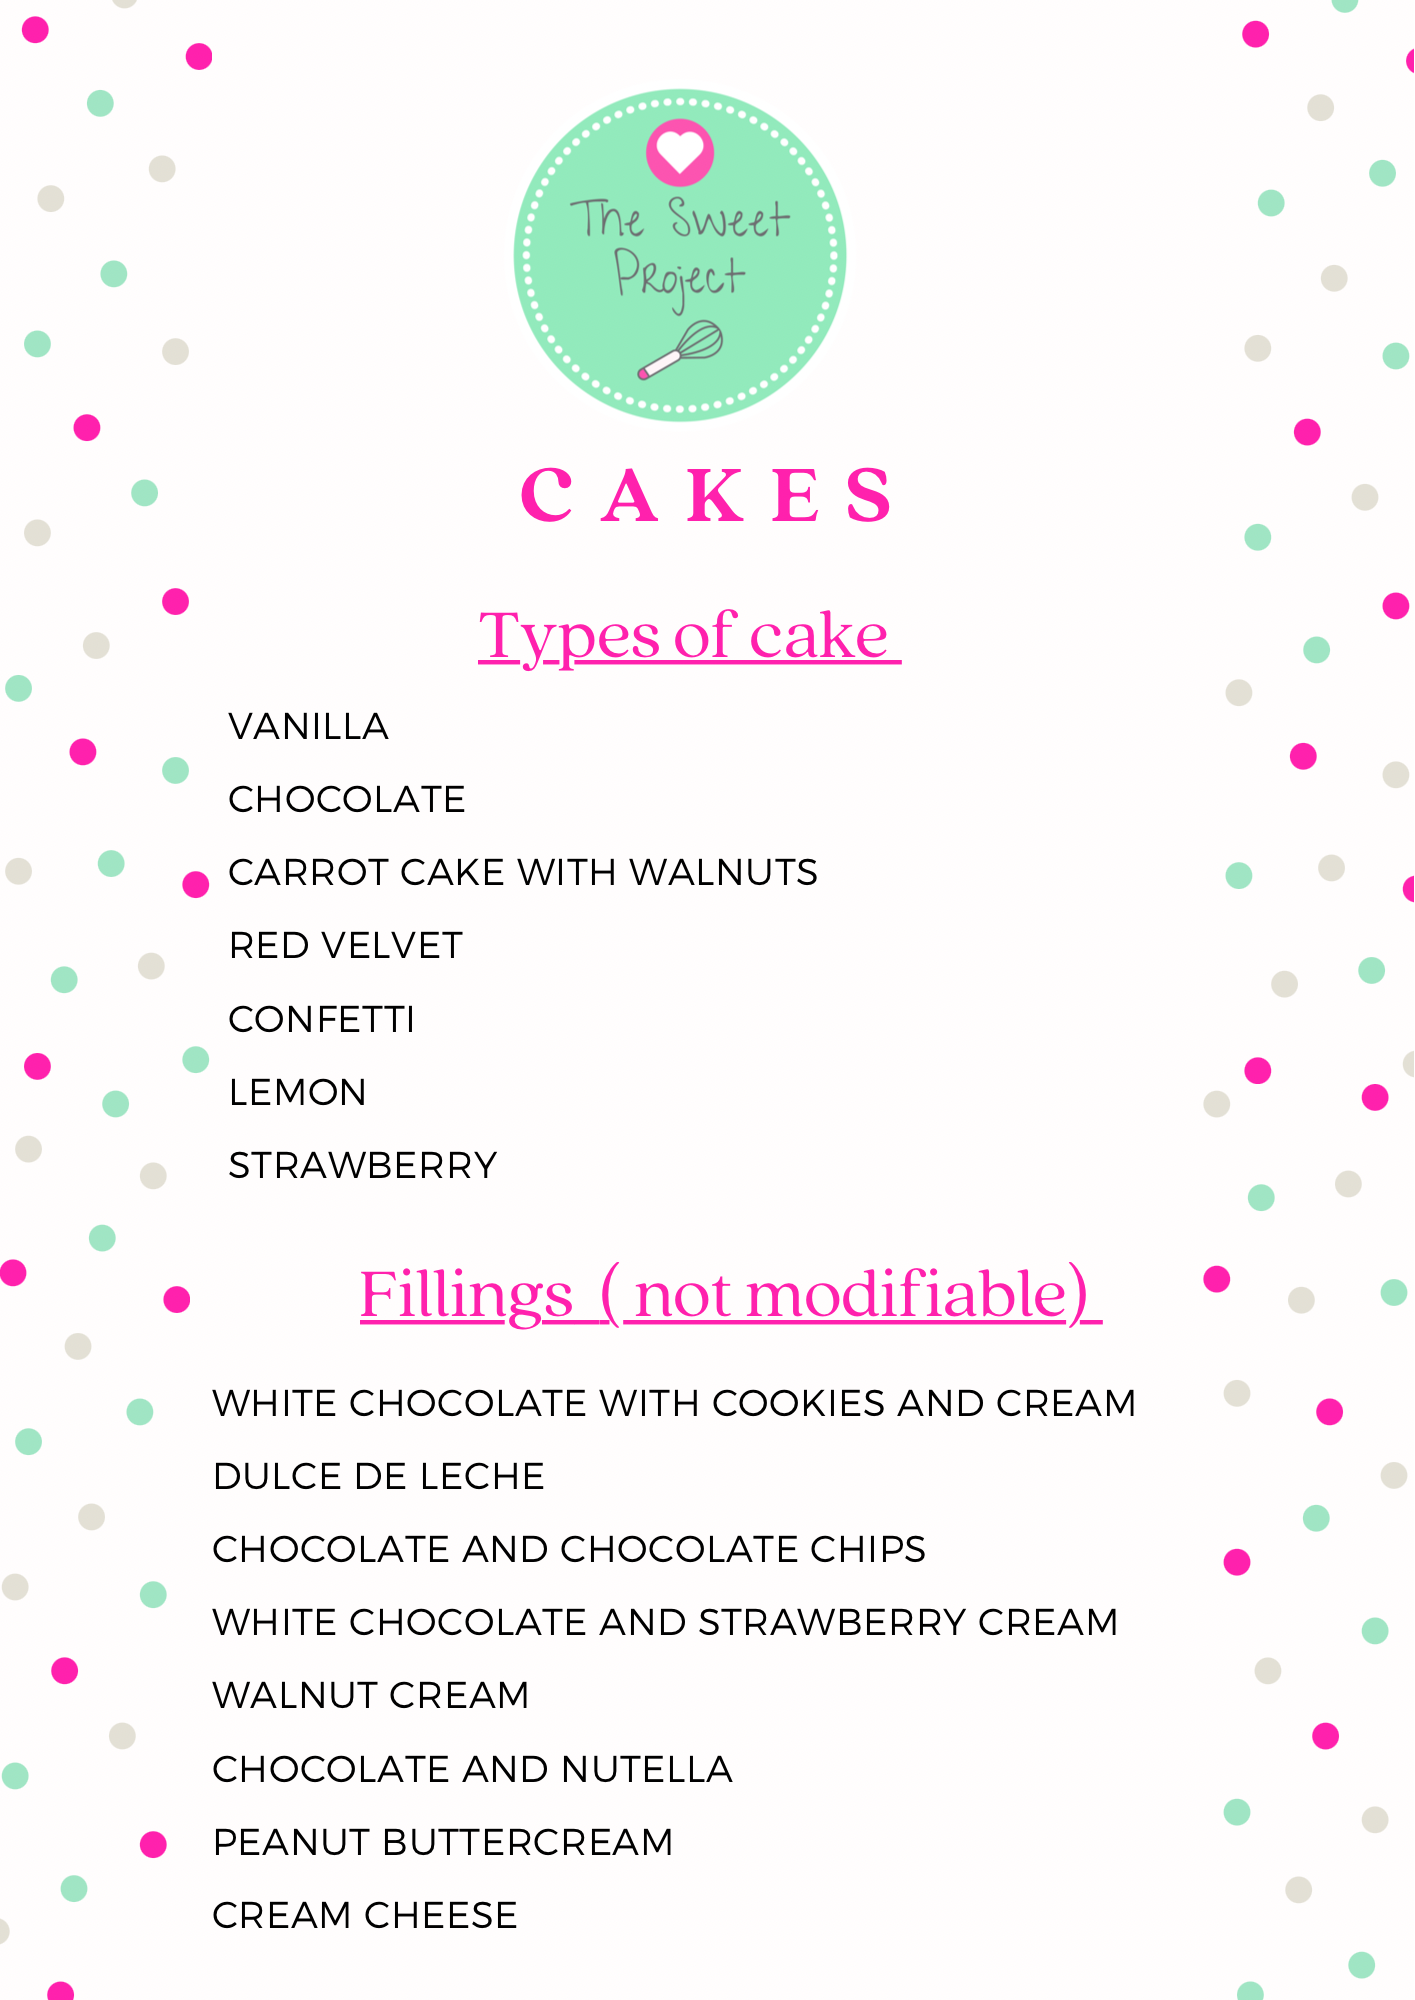 The Sweet
Project
CAKES
Types of cake
VANILLA
CHOCOLATE
CARROT CAKE WITH WALNUTS
RED VELVET
CONFETTI
LEMON
STRAWBERRY
Fillings ( not modifiable)
WHITE CHOCOLATE WITH COOKIES AND CREAM
DULCE DE LECHE
CHOCOLATE AND CHOCOLATE CHIPS
WHITE CHOCOLATE AND STRAWBERRY CREAM
WALNUT CREAM
CHOCOLATE AND NUTELLA
PEANUT BUTTERCREAM
CREAM CHEESE